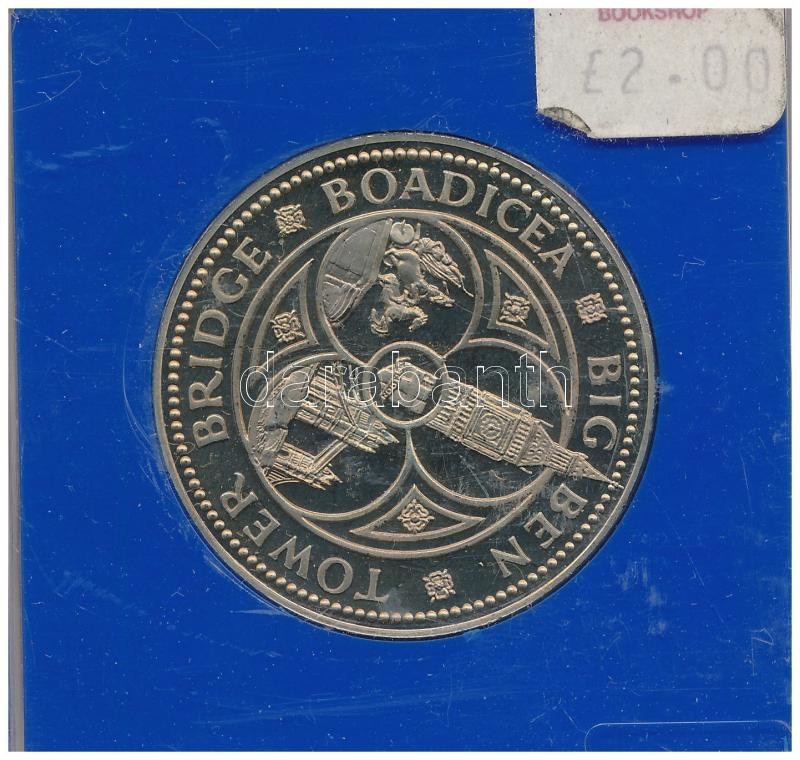 BOOKSHOP
£2.00
BOADICEA
BIG BEN
TOWER BRIDGE
darabanth